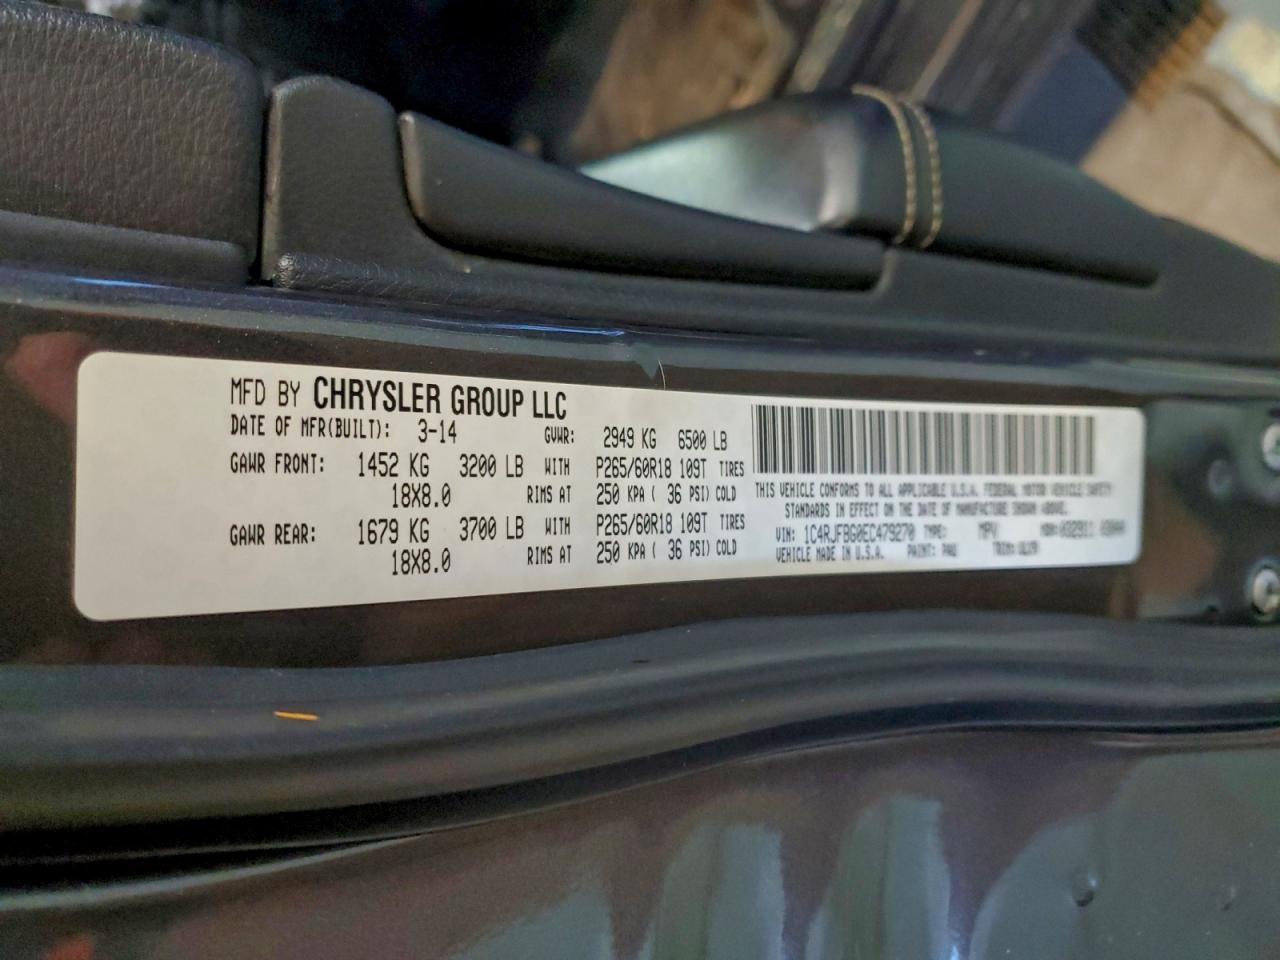 MFD BY CHRYSLER GROUP LLC
DATE OF MFR(BUILT): 3-14 GVWR: 2949 KG 6500 LB
GAWR FRONT: 1452 KG 3200 LB WITH P265/60R18 109T TIRES
18X8.0 RIMS AT 250 KPA ( 36 PSI) COLD
GAWR REAR: 1679 KG 3700 LB WITH P265/60R18 109T TIRES
18X8.0 RIMS AT 250 KPA ( 36 PSI) COLD
THIS VEHICLE CONFORMS TO ALL APPLICABLE U.S.A. FEDERAL MOTOR VEHICLE SAFETY
STANDARDS IN EFFECT ON THE DATE OF MANUFACTURE SHOWN ABOVE.
VIN: 1C4RJFBG0EC479270 TYPE: MPV
VEHICLE MADE IN U.S.A. PAINT: TRIM: